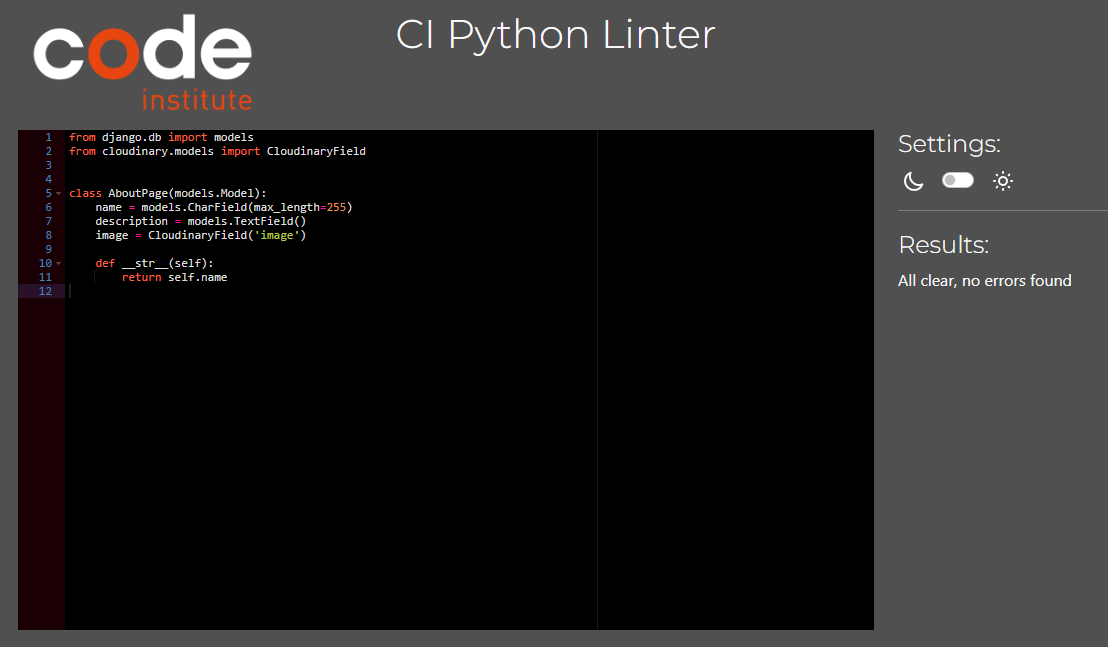 code
institute
CI Python Linter
1 from django.db import models
2 from cloudinary.models import CloudinaryField
3
4
5 class AboutPage(models.Model):
6     name = models.CharField(max_length=255)
7     description = models.TextField()
8     image = CloudinaryField('image')
9
10     def __str__(self):
11         return self.name
12
Settings:
Results:
All clear, no errors found